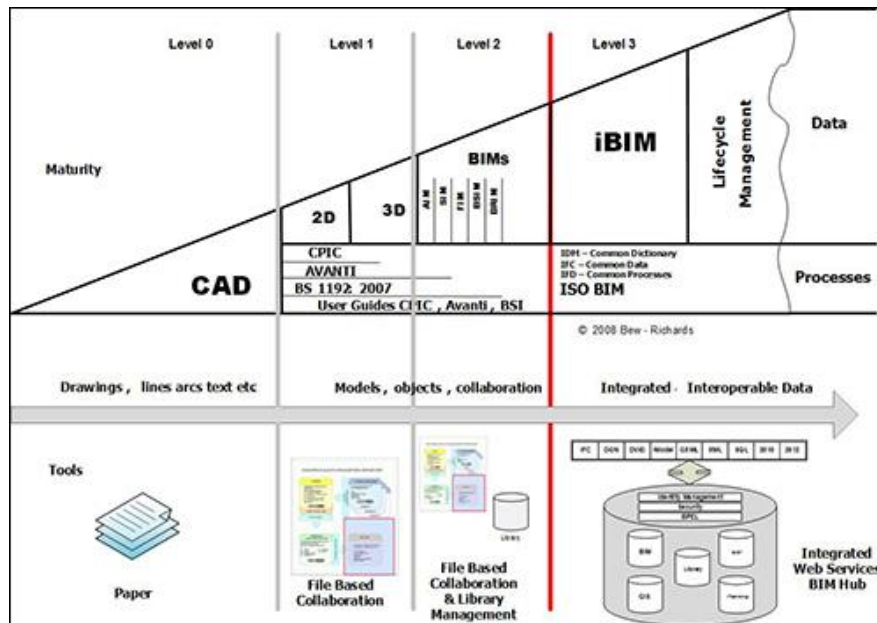 Level 0
Level 1
Level 2
Level 3
Maturity
CAD
2D
3D
BIMs
AIM
SIM
FIM
BSIM
BRIM
iBIM
Lifecycle
Management
Data
Processes
CPIC
AVANTI
BS 1192: 2007
User Guides CPIC , Avanti , BSI
IDM – Common Dictionary
IFC – Common Data
IFD – Common Processes
ISO BIM
© 2008 Bew - Richards
Drawings , lines arcs text etc
Models , objects , collaboration
Integrated - Interoperable Data
Tools
Paper
File Based
Collaboration
File Based
Collaboration
& Library
Management
Library
IFC
DGN
DWG
XML
SQL
Identity Management
Security
BPEL
BIM
Library
GIS
Integrated
Web Services
BIM Hub